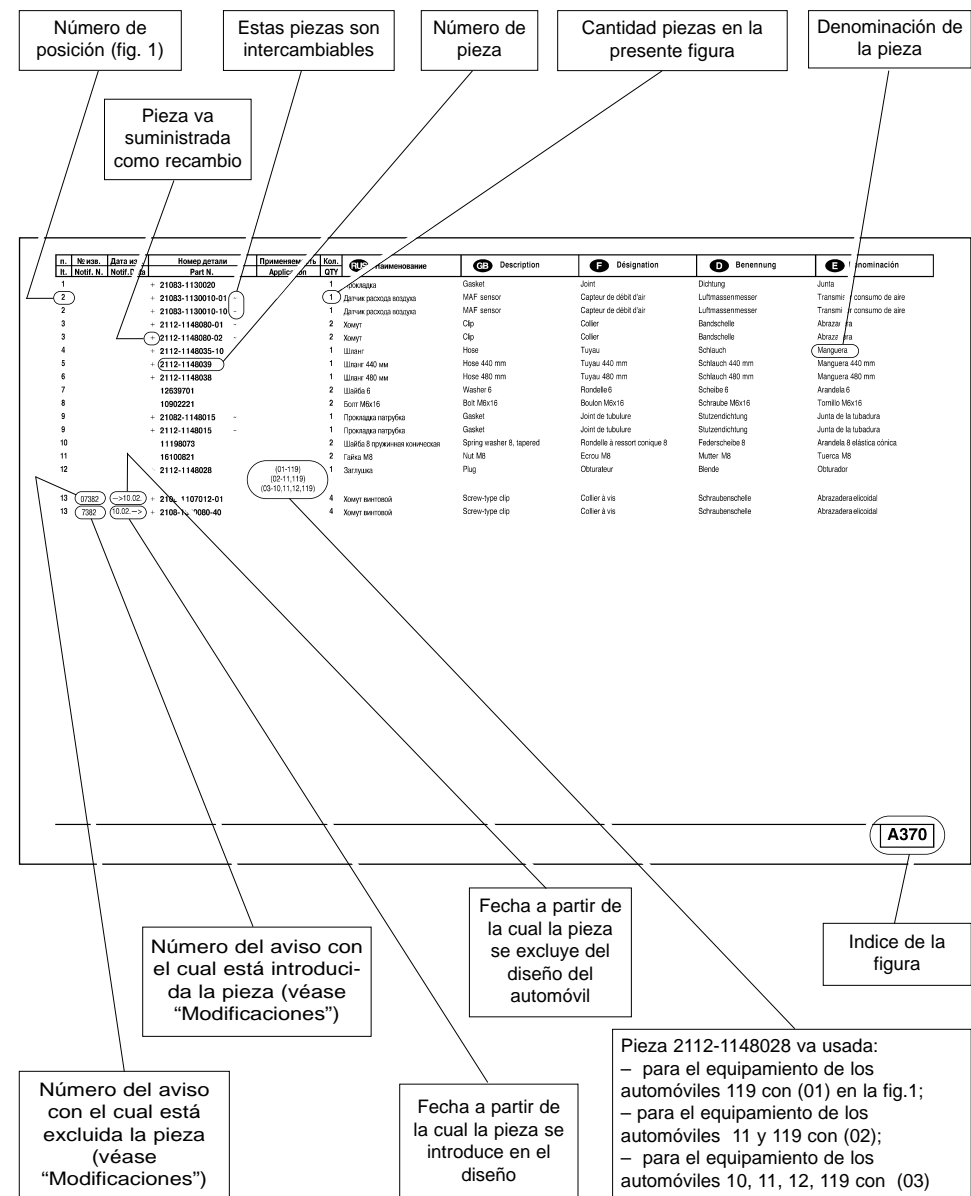 Número de
posición (fig. 1)
Estas piezas son
intercambiables
Número de
pieza
Cantidad piezas en la
presente figura
Denominación de
la pieza
Pieza va
suministrada
como recambio
п. № изв. Номер детали Кол. RUS GB Description F Désignation D Benennung E
It. Notif. N. Part N. QTY
1 + 21083-1130020 1 Gasket Joint Dichtung Junta
2 + 21083-1130010-01 - 1 Датчик расхода воздуха MAF sensor Capteur de débit d'air Luftmassenmesser consumo de aire
2 + 21083-1130010-10 - 1 Датчик расхода воздуха MAF sensor Capteur de débit d'air Luftmassenmesser consumo de aire
3 + 2112-1148080-01 - 2 Хомут Clip Collier Bandschelle
3 + 2112-1148080-02 - 2 Хомут Clip Collier Bandschelle
4 + 2112-1148035-10 1 Шланг Hose Tuyau Schlauch Manguera
5 + 2112-1148039 1 Шланг 440 мм Hose 440 mm Tuyau 440 mm Schlauch 440 mm Manguera 440 mm
6 + 2112-1148038 1 Шланг 480 мм Hose 480 mm Tuyau 480 mm Schlauch 480 mm Manguera 480 mm
7 12639701 2 Шайба 6 Washer 6 Rondelle 6 Scheibe 6 Arandela 6
8 10902221 2 Болт М6х16 Bolt M6x16 Boulon M6x16 Schraube M6x16 Tornillo M6x16
9 + 21082-1148015 - 1 Прокладка патрубка Gasket Joint de tubulure Stutzendichtung Junta de la tubadura
9 + 2112-1148015 - 1 Прокладка патрубка Gasket Joint de tubulure Stutzendichtung Junta de la tubadura
10 11198073 2 Шайба 8 пружинная коническая Spring washer 8, tapered Rondelle à ressort conique 8 Federscheibe 8 Arandela 8 elástica cónica
11 16100821 2 Гайка М8 Nut M8 Ecrou M8 Mutter M8 Tuerca M8
12 2112-1148028 (01-119) 1 Заглушка Plug Obturateur Blende Obturador
(02-11,119)
(03-10,11,12,119)
13 07382 —>10.02. + 1107012-01 4 Хомут винтовой Screw-type clip Collier à vis Schraubenschelle Abrazadera elicoidal
13 7382 10.02.—> + 4 Хомут винтовой Screw-type clip Collier à vis Schraubenschelle Abrazadera elicoidal
A370
Fecha a partir de
la cual la pieza
se excluye del
diseño del
automóvil
Indice de la
figura
Número del aviso con
el cual está introduci-
da la pieza (véase
“Modificaciones”)
Número del aviso
con el cual está
excluida la pieza
(véase
“Modificaciones”)
Fecha a partir de
la cual la pieza se
introduce en el
diseño
Pieza 2112-1148028 va usada:
– para el equipamiento de los
automóviles 119 con (01) en la fig.1;
– para el equipamiento de los
automóviles 11 y 119 con (02);
– para el equipamiento de los
automóviles 10, 11, 12, 119 con (03)